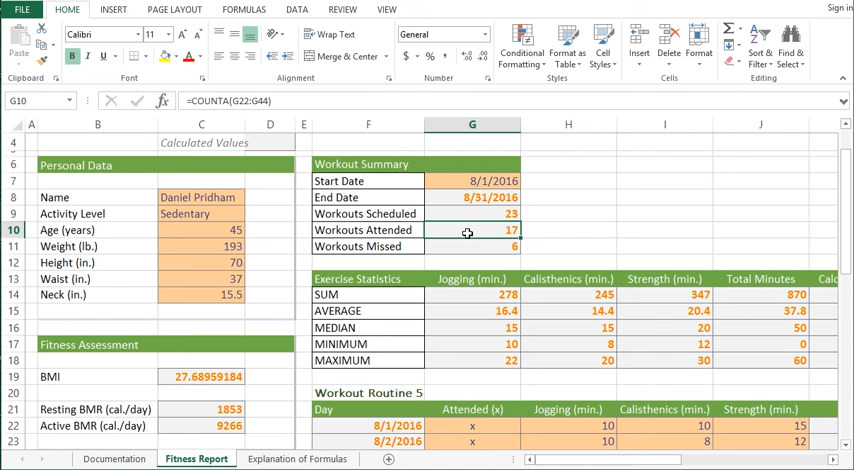 FILE HOME INSERT PAGE LAYOUT FORMULAS DATA REVIEW VIEW Sign in
Paste Calibri 11 A A Wrap Text General Conditional Formatting Format as Table Cell Styles Insert Delete Format Sort & Filter Find & Select
B I U A Merge & Center $ % ,
Clipboard Font Alignment Number Styles Cells Editing
G10 fx =COUNTA(G22:G44)
A B C D E F G H I J
4 Calculated Values
6 Personal Data Workout Summary
7 Start Date 8/1/2016
8 Name Daniel Pridham End Date 8/31/2016
9 Activity Level Sedentary Workouts Scheduled 23
10 Age (years) 45 Workouts Attended 17
11 Weight (lb.) 193 Workouts Missed 6
12 Height (in.) 70
13 Waist (in.) 37 Exercise Statistics Jogging (min.) Calisthenics (min.) Strength (min.) Total Minutes
14 Neck (in.) 15.5 SUM 278 245 347 870
15 AVERAGE 16.4 14.4 20.4 37.8
16 MEDIAN 15 15 20 50
17 Fitness Assessment MINIMUM 10 8 12 0
18 MAXIMUM 22 20 30 60
19 BMI 27.68959184
20 Workout Routine 5
21 Resting BMR (cal./day) 1853 Day Attended (x) Jogging (min.) Calisthenics (min.) Strength (min.)
22 Active BMR (cal./day) 9266 8/1/2016 x 10 10 15
23 8/2/2016 x 10 8 12
Documentation Fitness Report Explanation of Formulas